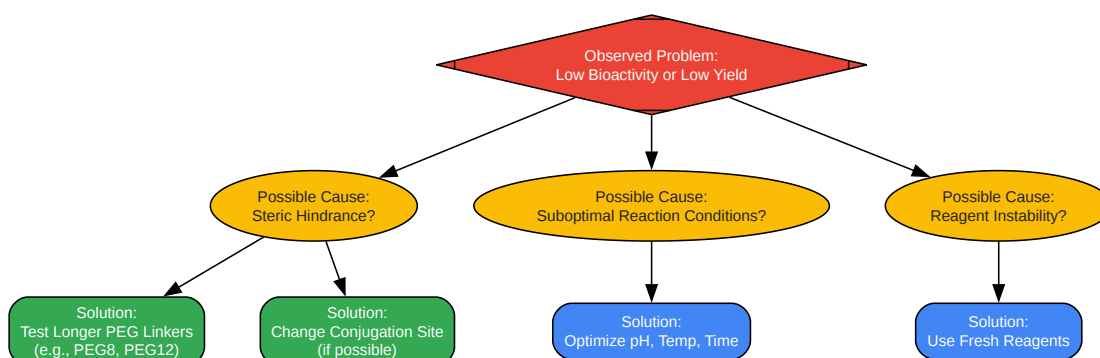 Observed Problem:
Low Bioactivity or Low Yield
Possible Cause:
Steric Hindrance?
Possible Cause:
Suboptimal Reaction Conditions?
Possible Cause:
Reagent Instability?
Solution:
Test Longer PEG Linkers
(e.g., PEG8, PEG12)
Solution:
Change Conjugation Site
(if possible)
Solution:
Optimize pH, Temp, Time
Solution:
Use Fresh Reagents